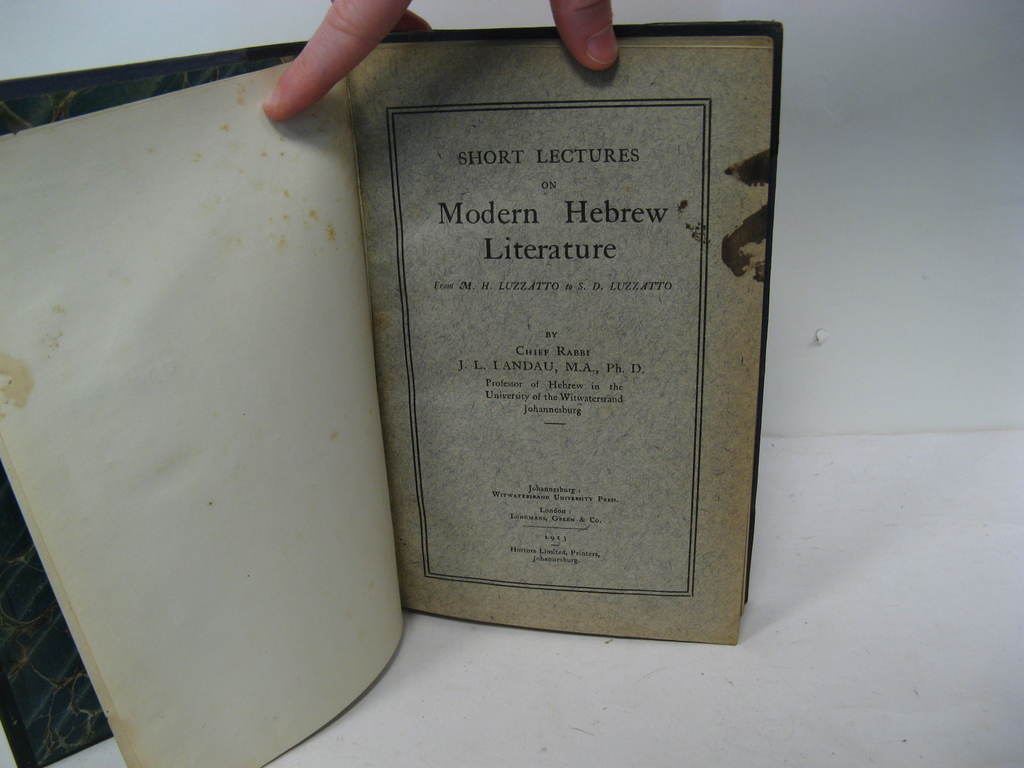 SHORT LECTURES
ON
Modern Hebrew
Literature
From M. H. LUZZATTO to S. D. LUZZATTO
BY
CHIEF RABBI
J. L. LANDAU, M.A., Ph. D.
Professor of Hebrew in the
University of the Witwatersrand
Johannesburg
Johannesburg:
WITWATERSRAND UNIVERSITY PRESS.
London:
LONGMANS, GREEN & CO.
1923
Hortors Limited, Printers,
Johannesburg.